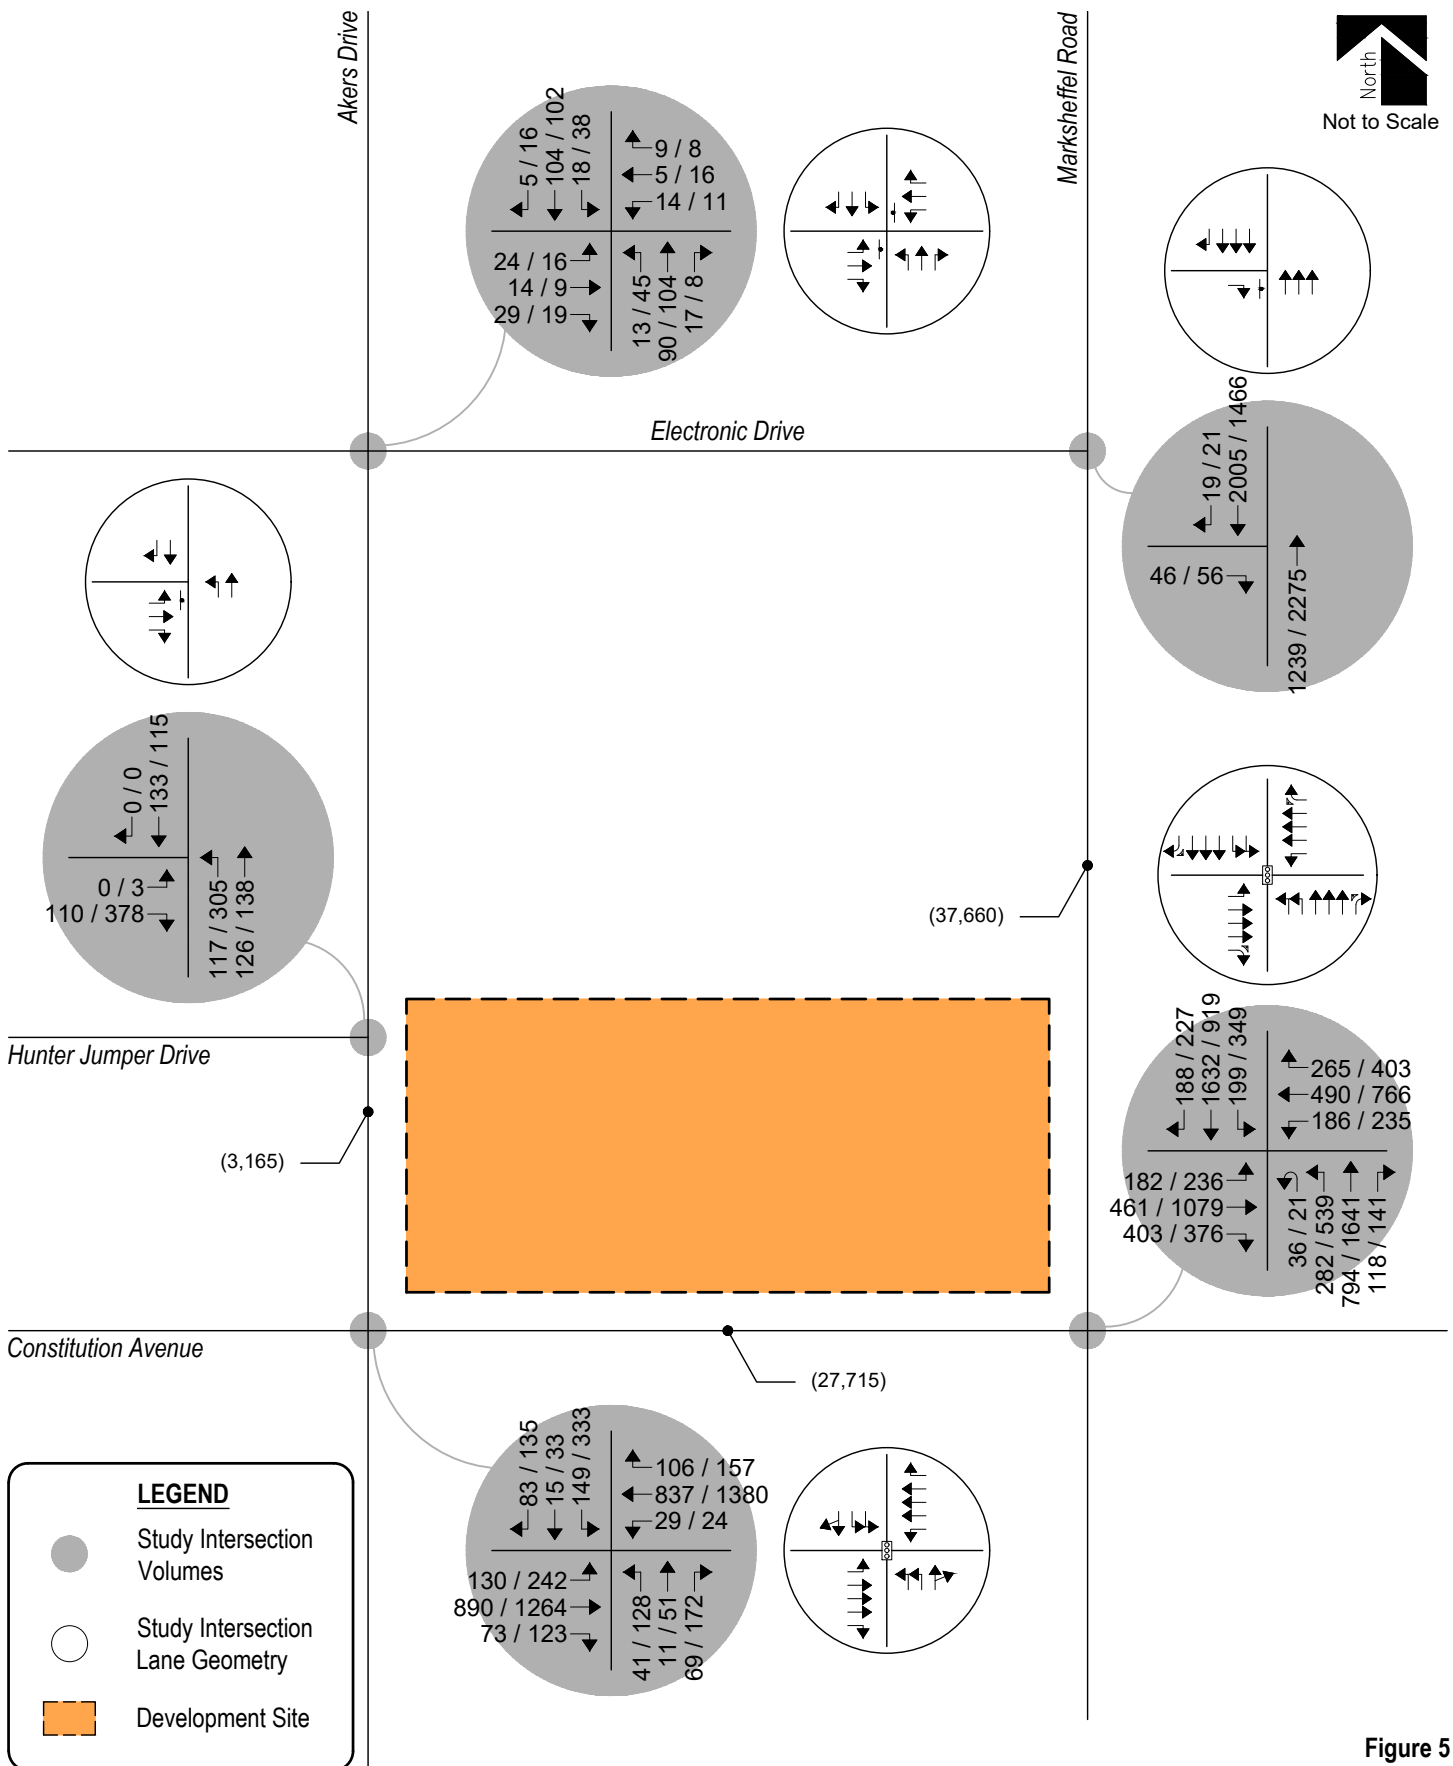 Akers Drive
Marksheffel Road
North
Not to Scale
5 / 16
104 / 102
18 / 38
9 / 8
5 / 16
14 / 11
24 / 16
14 / 9
29 / 19
13 / 45
90 / 104
17 / 8
Electronic Drive
19 / 21
2005 / 1466
46 / 56
1239 / 2275
0 / 0
133 / 115
0 / 3
110 / 378
117 / 305
126 / 138
(37,660)
Hunter Jumper Drive
(3,165)
188 / 227
1632 / 919
199 / 349
265 / 403
490 / 766
186 / 235
182 / 236
461 / 1079
403 / 376
36 / 21
282 / 539
794 / 1641
118 / 141
Constitution Avenue
(27,715)
83 / 135
15 / 33
149 / 333
106 / 157
837 / 1380
29 / 24
130 / 242
890 / 1264
73 / 123
41 / 128
11 / 51
69 / 172
LEGEND
Study Intersection
Volumes
Study Intersection
Lane Geometry
Development Site
Figure 5